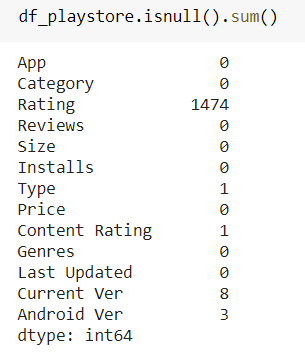 df_playstore.isnull().sum()
App 0
Category 0
Rating 1474
Reviews 0
Size 0
Installs 0
Type 1
Price 0
Content Rating 1
Genres 0
Last Updated 0
Current Ver 8
Android Ver 3
dtype: int64